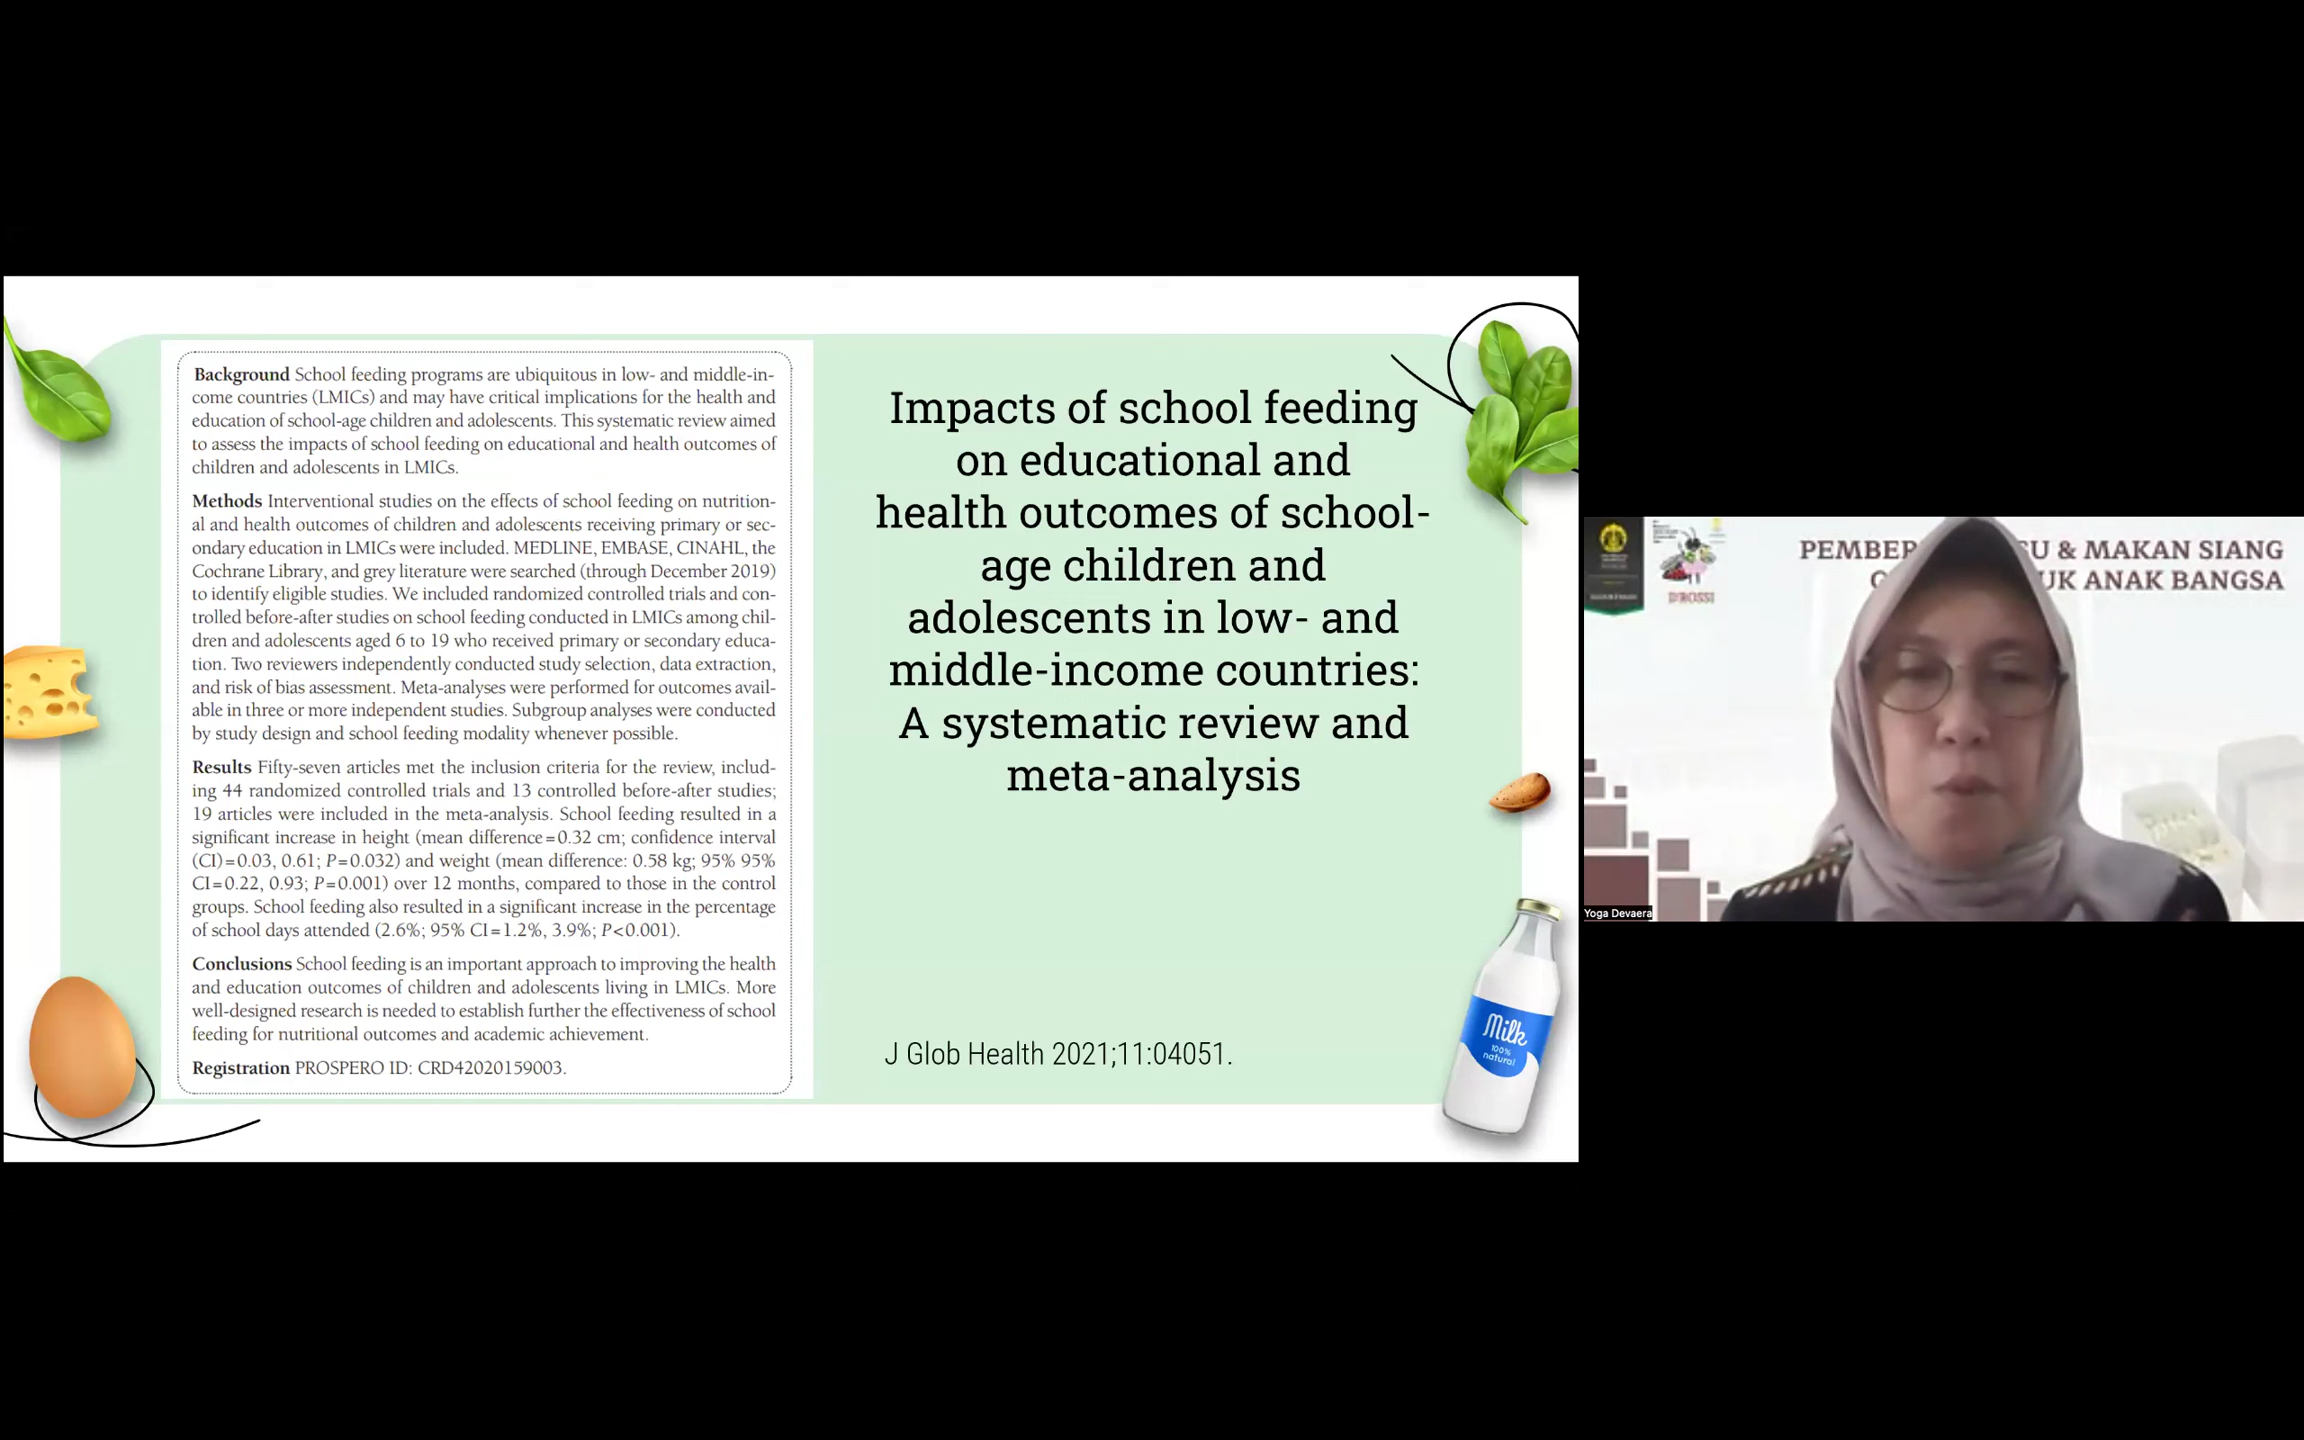 Background School feeding programs are ubiquitous in low- and middle-in-
come countries (LMICs) and may have critical implications for the health and
education of school-age children and adolescents. This systematic review aimed
to assess the impacts of school feeding on educational and health outcomes of
children and adolescents in LMICs.
Methods Interventional studies on the effects of school feeding on nutrition-
al and health outcomes of children and adolescents receiving primary or sec-
ondary education in LMICs were included. MEDLINE, EMBASE, CINAHL, the
Cochrane Library, and grey literature were searched (through December 2019)
to identify eligible studies. We included randomized controlled trials and con-
trolled before-after studies on school feeding conducted in LMICs among chil-
dren and adolescents aged 6 to 19 who received primary or secondary educa-
tion. Two reviewers independently conducted study selection, data extraction,
and risk of bias assessment. Meta-analyses were performed for outcomes avail-
able in three or more independent studies. Subgroup analyses were conducted
by study design and school feeding modality whenever possible.
Results Fifty-seven articles met the inclusion criteria for the review, includ-
ing 44 randomized controlled trials and 13 controlled before-after studies;
19 articles were included in the meta-analysis. School feeding resulted in a
significant increase in height (mean difference=0.32 cm; confidence interval
(CI)=0.03, 0.61; P=0.032) and weight (mean difference: 0.58 kg; 95% 95%
CI=0.22, 0.93; P=0.001) over 12 months, compared to those in the control
groups. School feeding also resulted in a significant increase in the percentage
of school days attended (2.6%; 95% CI=1.2%, 3.9%; P<0.001).
Conclusions School feeding is an important approach to improving the health
and education outcomes of children and adolescents living in LMICs. More
well-designed research is needed to establish further the effectiveness of school
feeding for nutritional outcomes and academic achievement.
Registration PROSPERO ID: CRD42020159003.
Impacts of school feeding
on educational and
health outcomes of school-
age children and
adolescents in low- and
middle-income countries:
A systematic review and
meta-analysis
J Glob Health 2021;11:04051.
Milk
100%
natural
PEMBER U & MAKAN SIANG
UK ANAK BANGSA
D'ROSSI
Yoga Devaera